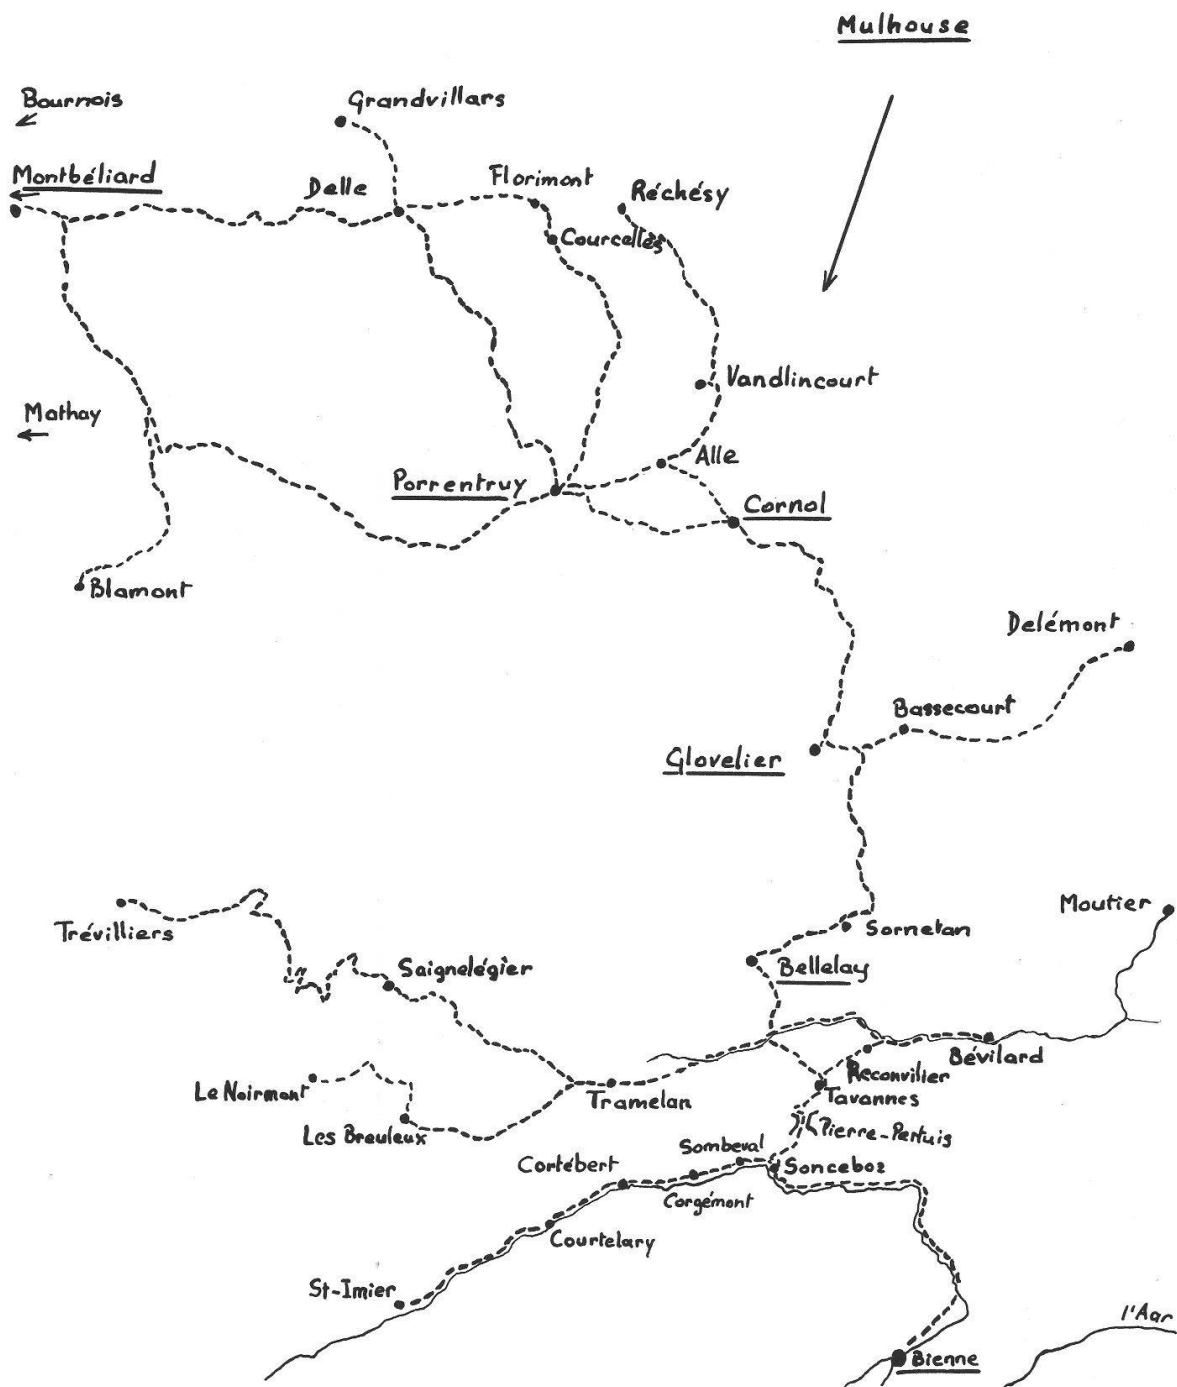 Mulhouse
Bournois
Grandvillars
Montbéliard
Delle
Florimont
Réchésy
Courcelles
Vandlincourt
Mathay
Alle
Porrentruy
Cornol
Blamont
Delémont
Bassecourt
Glovelier
Moutier
Trévilliers
Sornetan
Saignelégier
Bellelay
Bévilard
Reconvilier
Le Noirmont
Tramelan
Tavannes
Les Breuleux
Pierre-Pertuis
Sombeval
Cortébert
Sonceboz
Corgémont
Courtelary
St-Imier
l'Aar
Bienne